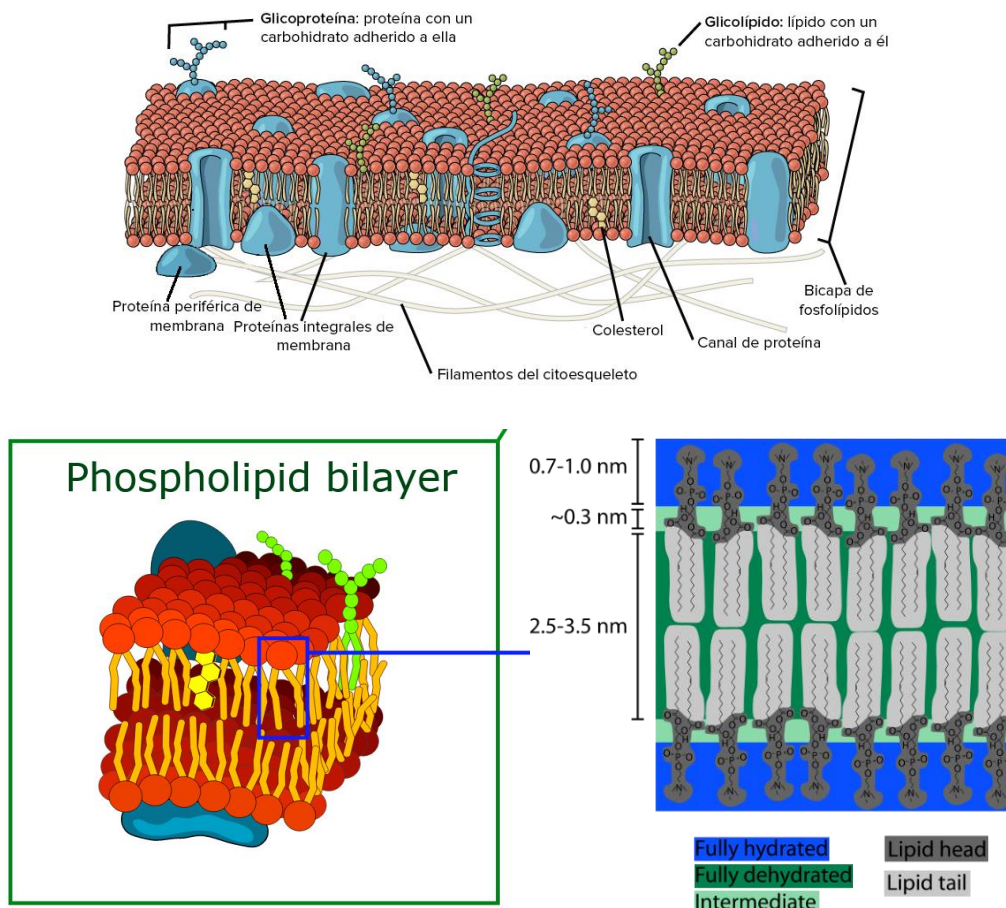 Glicoproteína: proteína con un
carbohidrato adherido a ella
Glicolípido: lípido con un
carbohidrato adherido a él
Proteína periférica de
membrana
Proteínas integrales de
membrana
Filamentos del citoesqueleto
Colesterol
Canal de proteína
Bicapa de
fosfolípidos
Phospholipid bilayer
0.7-1.0 nm
~0.3 nm
2.5-3.5 nm
Fully hydrated
Fully dehydrated
Intermediate
Lipid head
Lipid tail